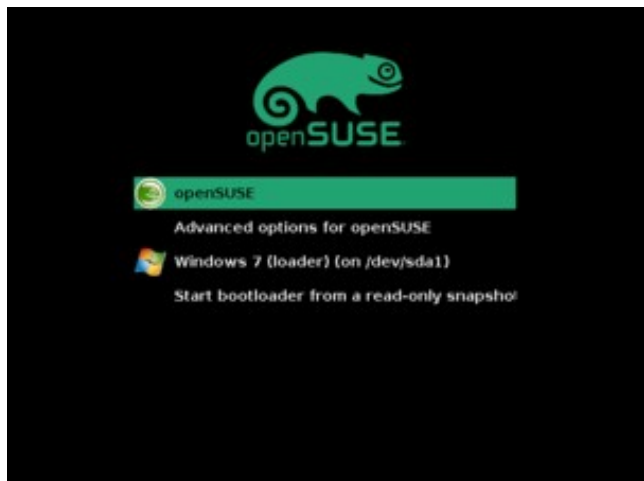 openSUSE
openSUSE
Advanced options for openSUSE
Windows 7 (loader) (on /dev/sda1)
Start bootloader from a read-only snapsho